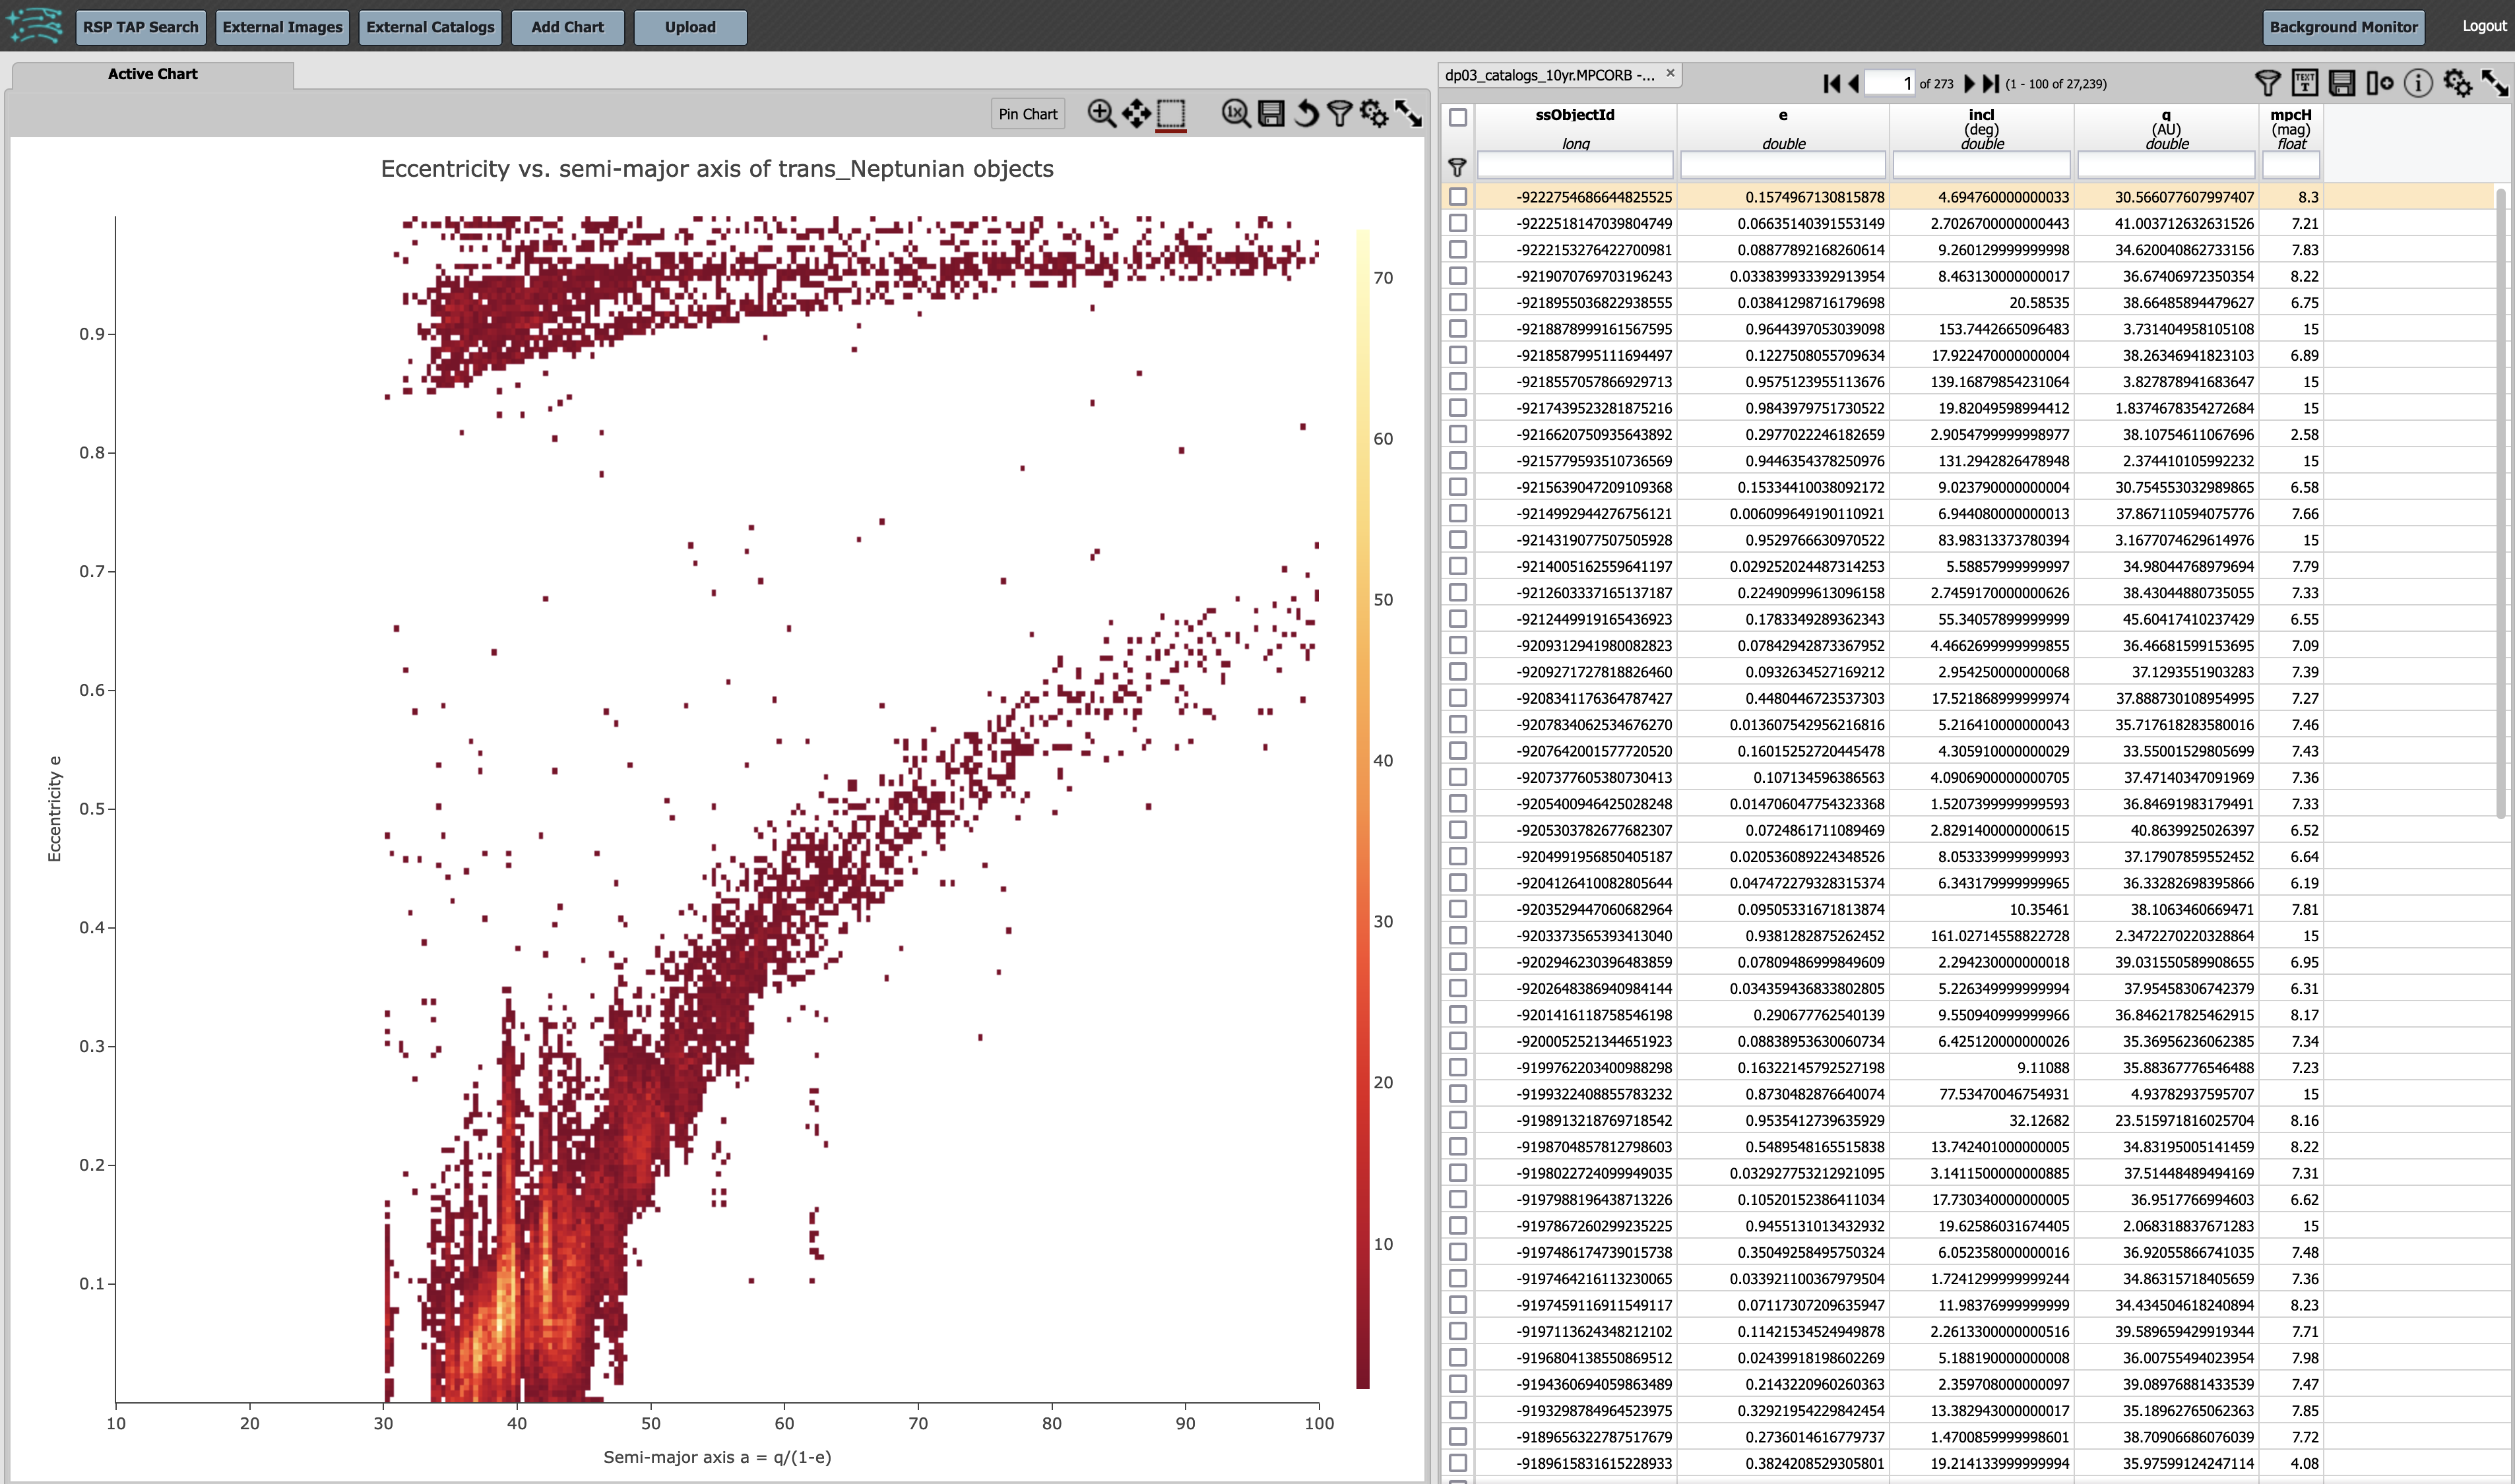 RSP TAP Search External Images External Catalogs Add Chart Upload Background Monitor Logout
Active Chart
Pin Chart
1x
Eccentricity vs. semi-major axis of trans_Neptunian objects
Eccentricity e
0.9
0.8
0.7
0.6
0.5
0.4
0.3
0.2
0.1
10 20 30 40 50 60 70 80 90 100
Semi-major axis a = q/(1-e)
70
60
50
40
30
20
10
dp03_catalogs_10yr.MPCORB -... ×
1 of 273 (1 - 100 of 27,239)
TEXT T
ssObjectId e incl q mpcH
(deg) (AU) (mag)
long double double double float
-9222754686644825525 0.1574967130815878 4.694760000000033 30.566077607997407 8.3
-9222518147039804749 0.06635140391553149 2.7026700000000443 41.003712632631526 7.21
-9222153276422700981 0.08877892168260614 9.260129999999998 34.620040862733156 7.83
-9219070769703196243 0.033839933392913954 8.463130000000017 36.67406972350354 8.22
-9218955036822938555 0.03841298716179698 20.58535 38.66485894479627 6.75
-9218878999161567595 0.9644397053039098 153.7442665096483 3.731404958105108 15
-9218587995111694497 0.1227508055709634 17.922470000000004 38.26346941823103 6.89
-9218557057866929713 0.9575123955113676 139.16879854231064 3.827878941683647 15
-9217439523281875216 0.9843979751730522 19.82049598994412 1.8374678354272684 15
-9216620750935643892 0.2977022246182659 2.9054799999998977 38.10754611067696 2.58
-9215779593510736569 0.9446354378250976 131.2942826478948 2.374410105992232 15
-9215639047209109368 0.15334410038092172 9.023790000000004 30.754553032989865 6.58
-9214992944276756121 0.006099649190110921 6.944080000000013 37.867110594075776 7.66
-9214319077507505928 0.9529766630970522 83.98313373780394 3.1677074629614976 15
-9214005162559641197 0.029252024487314253 5.58857999999997 34.98044768979694 7.79
-9212603337165137187 0.22490999613096158 2.7459170000000626 38.43044880735055 7.33
-9212449919165436923 0.1783349289362343 55.34057899999999 45.60417410237429 6.55
-9209312941980082823 0.07842942873367952 4.4662699999999855 36.46681599153695 7.09
-9209271727818826460 0.0932634527169212 2.954250000000068 37.1293551903283 7.39
-9208341176364787427 0.4480446723537303 17.521868999999974 37.888730108954995 7.27
-9207834062534676270 0.013607542956216816 5.216410000000043 35.717618283580016 7.46
-9207642001577720520 0.16015252720445478 4.305910000000029 33.55001529805699 7.43
-9207377605380730413 0.107134596386563 4.0906900000000705 37.47140347091969 7.36
-9205400946425028248 0.014706047754323368 1.5207399999999593 36.84691983179491 7.33
-9205303782677682307 0.0724861711089469 2.8291400000000615 40.8639925026397 6.52
-9204991956850405187 0.020536089224348526 8.053339999999993 37.17907859552452 6.64
-9204126410082805644 0.047472279328315374 6.343179999999965 36.33282698395866 6.19
-9203529447060682964 0.09505331671813874 10.35461 38.1063460669471 7.81
-9203373565393413040 0.9381282875262452 161.02714558822728 2.3472270220328864 15
-9202946230396483859 0.07809486999849609 2.294230000000018 39.031550589908655 6.95
-9202648386940984144 0.034359436833802805 5.226349999999994 37.95458306742379 6.31
-9201416118758546198 0.290677762540139 9.550940999999966 36.846217825462915 8.17
-9200052521344651923 0.08838953630060734 6.425120000000026 35.36956236062385 7.34
-9199762203400988298 0.16322145792527198 9.11088 35.88367776546488 7.23
-9199322408855783232 0.8730482876640074 77.53470046754931 4.93782937595707 15
-9198913218769718542 0.9535412739635929 32.12682 23.515971816025704 8.16
-9198704857812798603 0.5489548165515838 13.742401000000005 34.83195005141459 8.22
-9198022724099949035 0.032927753212921095 3.1411500000000885 37.51448489494169 7.31
-9197988196438713226 0.10520152386411034 17.730340000000005 36.9517766994603 6.62
-9197867260299235225 0.9455131013432932 19.62586031674405 2.068318837671283 15
-9197486174739015738 0.35049258495750324 6.052358000000016 36.92055866741035 7.48
-9197464216113230065 0.033921100367979504 1.7241299999999244 34.86315718405659 7.36
-9197459116911549117 0.07117307209635947 11.98376999999999 34.434504618240894 8.23
-9197113624348212102 0.11421534524949878 2.2613300000000516 39.589659429919344 7.71
-9196804138550869512 0.02439918198602269 5.188190000000008 36.00755494023954 7.98
-9194360694059863489 0.2143220960260363 2.359708000000097 39.08976881433539 7.47
-9193298784964523975 0.32921954229842454 13.382943000000017 35.18962765062363 7.85
-9189656322787517679 0.2736014616779737 1.4700859999998601 38.70906686076039 7.72
-9189615831615228933 0.3824208529305801 19.214133999999994 35.97599124247114 4.08